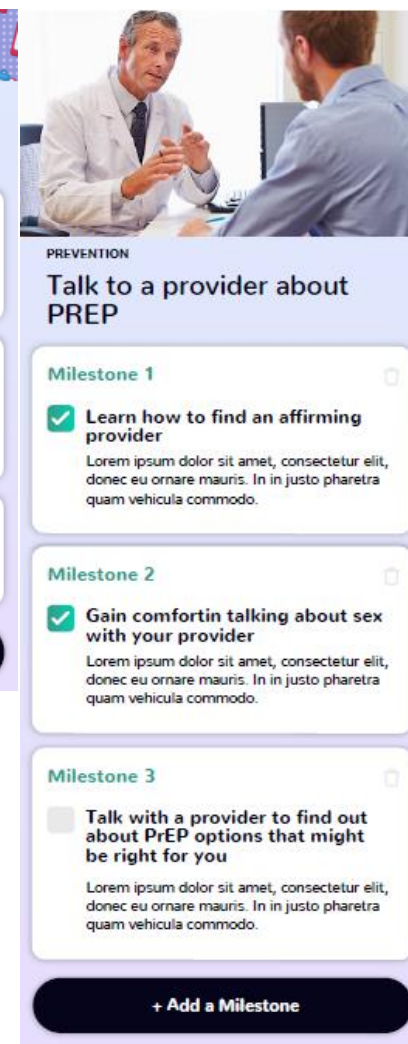 PREVENTION
Talk to a provider about
PREP
Milestone 1
Learn how to find an affirming
provider
Lorem ipsum dolor sit amet, consectetur elit,
donec eu ornare mauris. In in justo pharetra
quam vehicula commodo.
Milestone 2
Gain comfortin talking about sex
with your provider
Lorem ipsum dolor sit amet, consectetur elit,
donec eu ornare mauris. In in justo pharetra
quam vehicula commodo.
Milestone 3
Talk with a provider to find out
about PrEP options that might
be right for you
Lorem ipsum dolor sit amet, consectetur elit,
donec eu ornare mauris. In in justo pharetra
quam vehicula commodo.
+ Add a Milestone